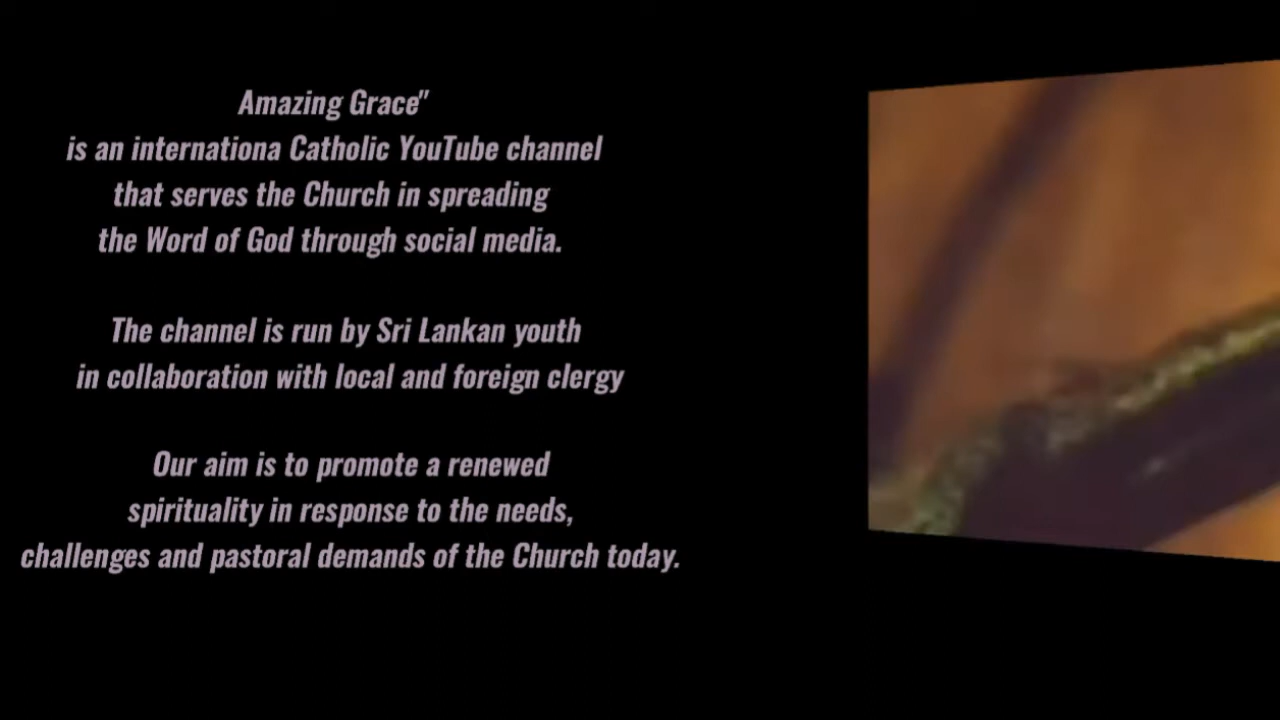 Amazing Grace"
is an internationa Catholic YouTube channel
that serves the Church in spreading
the Word of God through social media.
The channel is run by Sri Lankan youth
in collaboration with local and foreign clergy
Our aim is to promote a renewed
spirituality in response to the needs,
challenges and pastoral demands of the Church today.